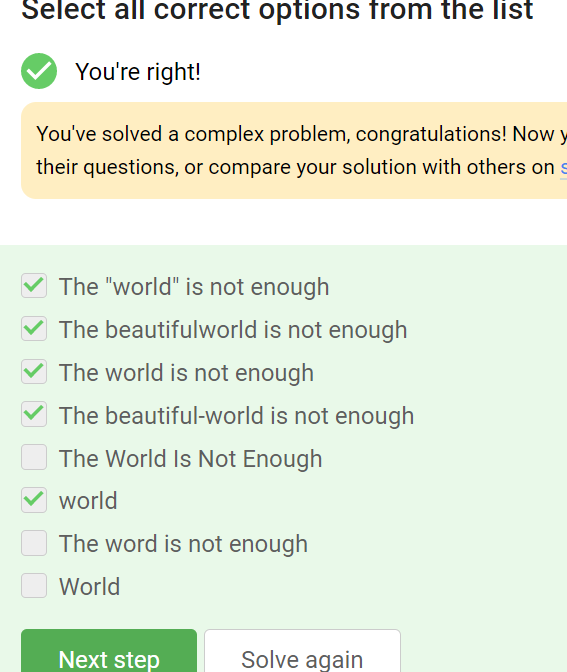 Select all correct options from the list
You're right!
You've solved a complex problem, congratulations! Now
their questions, or compare your solution with others on
The "world" is not enough
The beautifulworld is not enough
The world is not enough
The beautiful-world is not enough
The World Is Not Enough
world
The word is not enough
World
Next step
Solve again